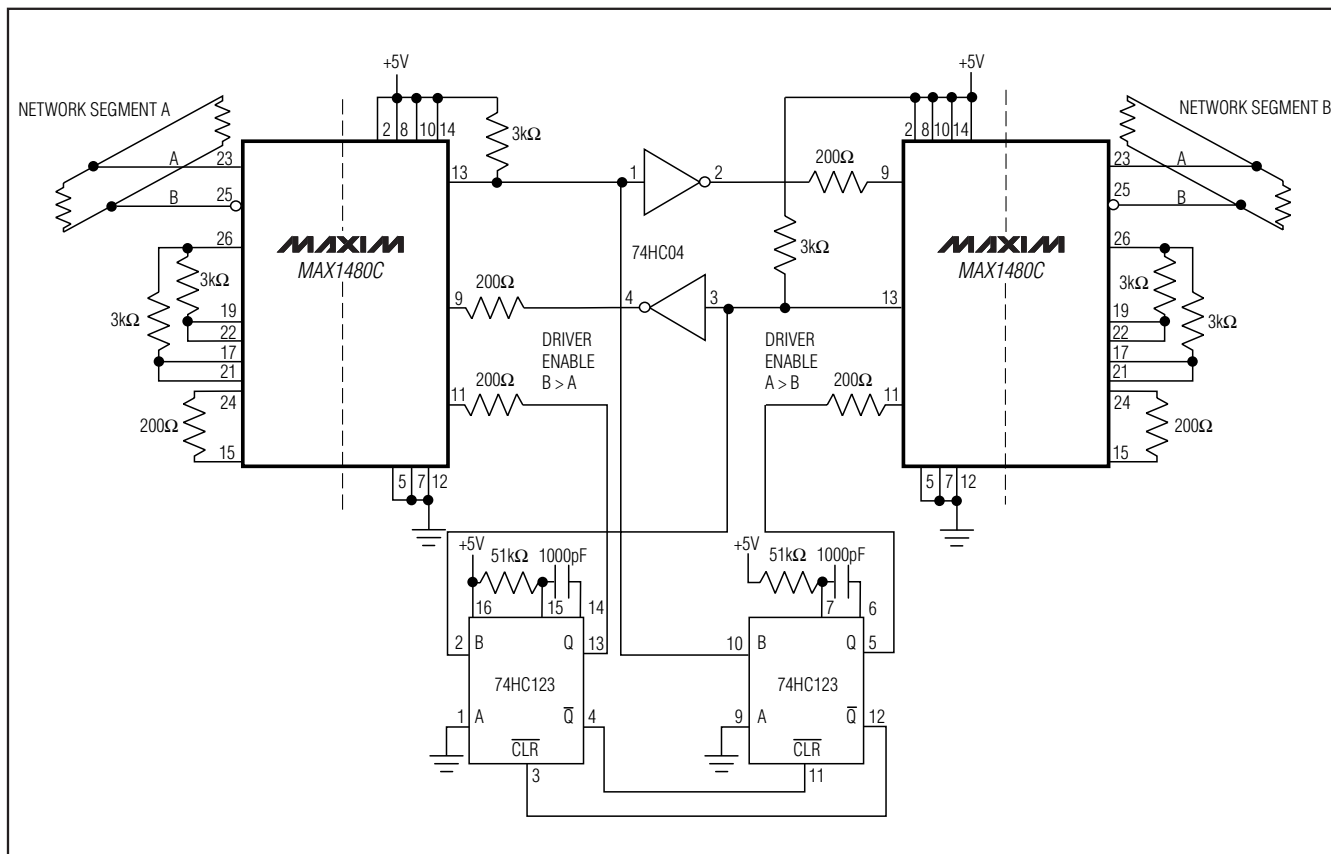 +5V
+5V
NETWORK SEGMENT A
NETWORK SEGMENT B
2 8 10 14
3kΩ
2 8 10 14
A 23
13
1 2
200Ω
9
23 A
B 25
25 B
26
MAXIM
MAX1480C
74HC04
3kΩ
MAXIM
MAX1480C
26
3kΩ
3kΩ
19
22
17
21
9
200Ω
4 3
13
19
22
17
21
3kΩ
3kΩ
DRIVER
ENABLE
B > A
DRIVER
ENABLE
A > B
24
200Ω
15
11
200Ω
200Ω
11
24
200Ω
15
5 7 12
5 7 12
+5V
51kΩ
1000pF
+5V
51kΩ
1000pF
16 15 14
7 6
2 B Q 13
10 B Q 5
74HC123
74HC123
1 A Q 4
9 A Q 12
CLR
CLR
3
11